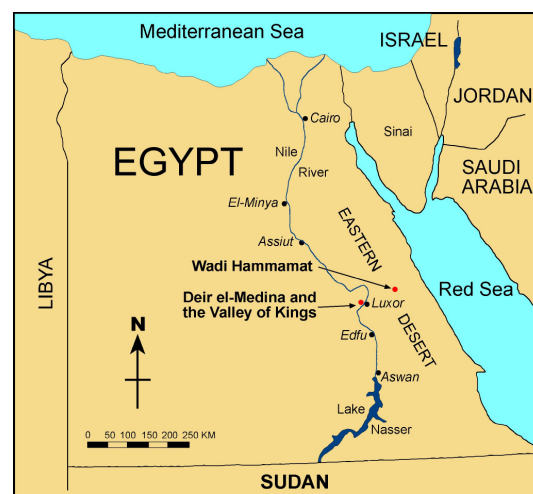 Mediterranean Sea
ISRAEL
JORDAN
Cairo
Sinai
EGYPT
Nile
River
SAUDI
ARABIA
El-Minya
Assiut
EASTERN
Wadi Hammamat
LIBYA
Red Sea
Deir el-Medina and
the Valley of Kings
Luxor
DESERT
N
Edfu
Aswan
Lake
Nasser
0 50 100 150 200 250 KM
SUDAN